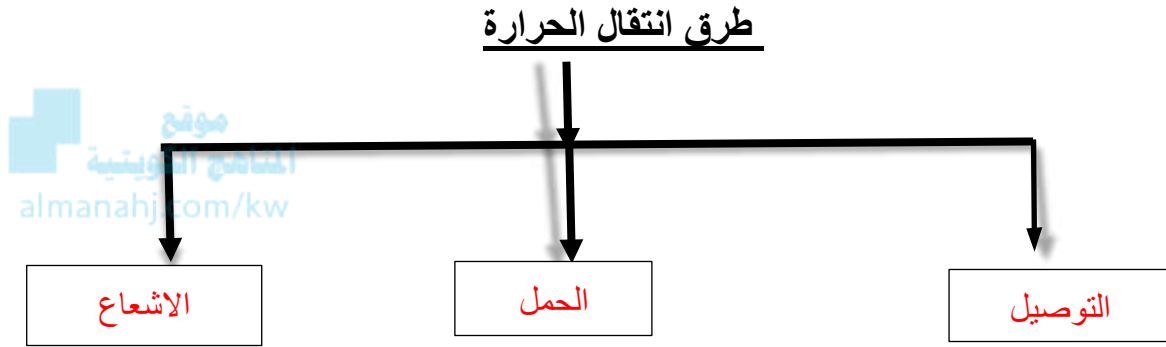 طرق انتقال الحرارة
موقع
المناهج الكويتية
almanahj.com/kw
التوصيل
الحمل
الاشعاع